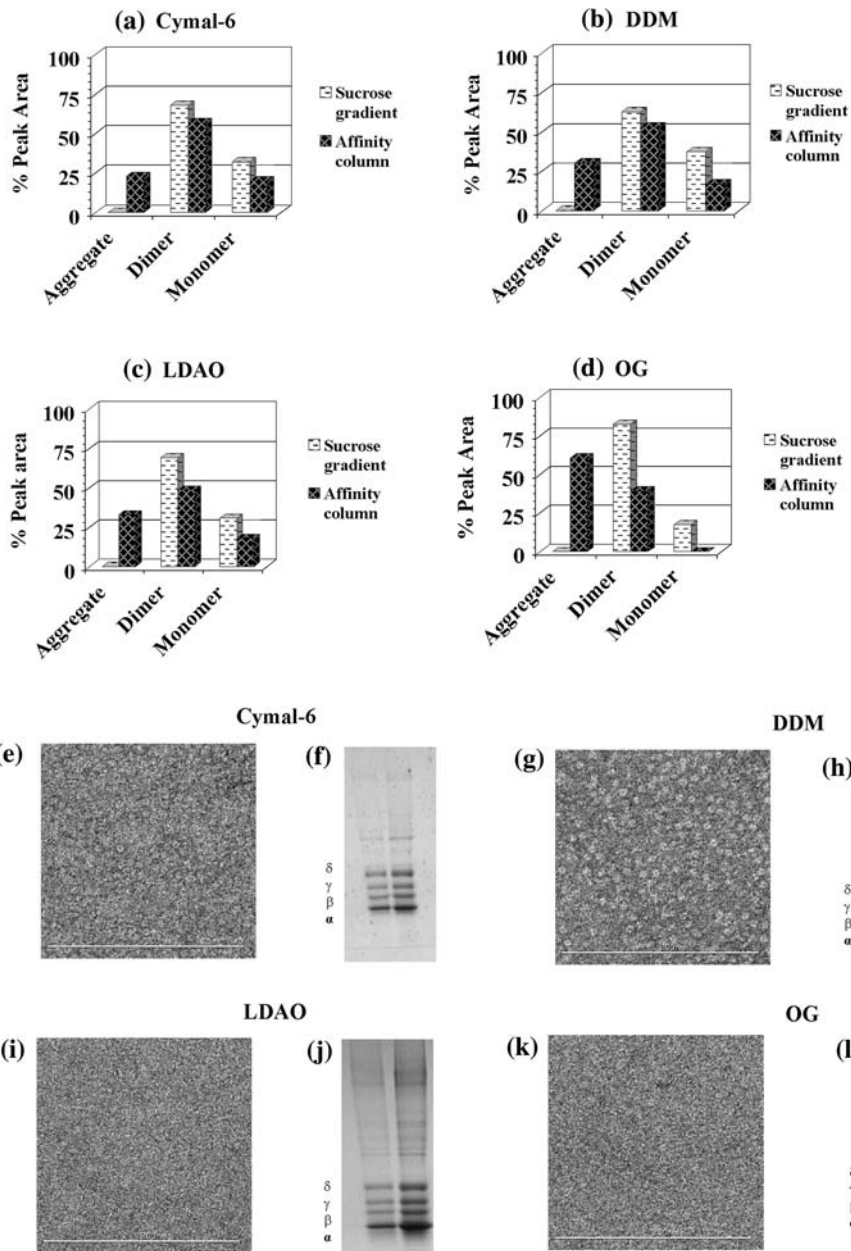 (a) Cymal-6
% Peak Area
100
75
50
25
0
Aggregate
Dimer
Monomer
Sucrose
gradient
Affinity
column
(b) DDM
% Peak Area
100
75
50
25
0
Aggregate
Dimer
Monomer
Sucrose
gradient
Affinity
column
(c) LDAO
% Peak area
100
75
50
25
0
Aggregate
Dimer
Monomer
Sucrose
gradient
Affinity
column
(d) OG
% Peak Area
100
75
50
25
0
Aggregate
Dimer
Monomer
Sucrose
gradient
Affinity
column
Cymal-6
(e)
(f)
δ
γ
β
α
DDM
(g)
(h)
δ
γ
β
α
LDAO
(i)
(j)
δ
γ
β
α
OG
(k)